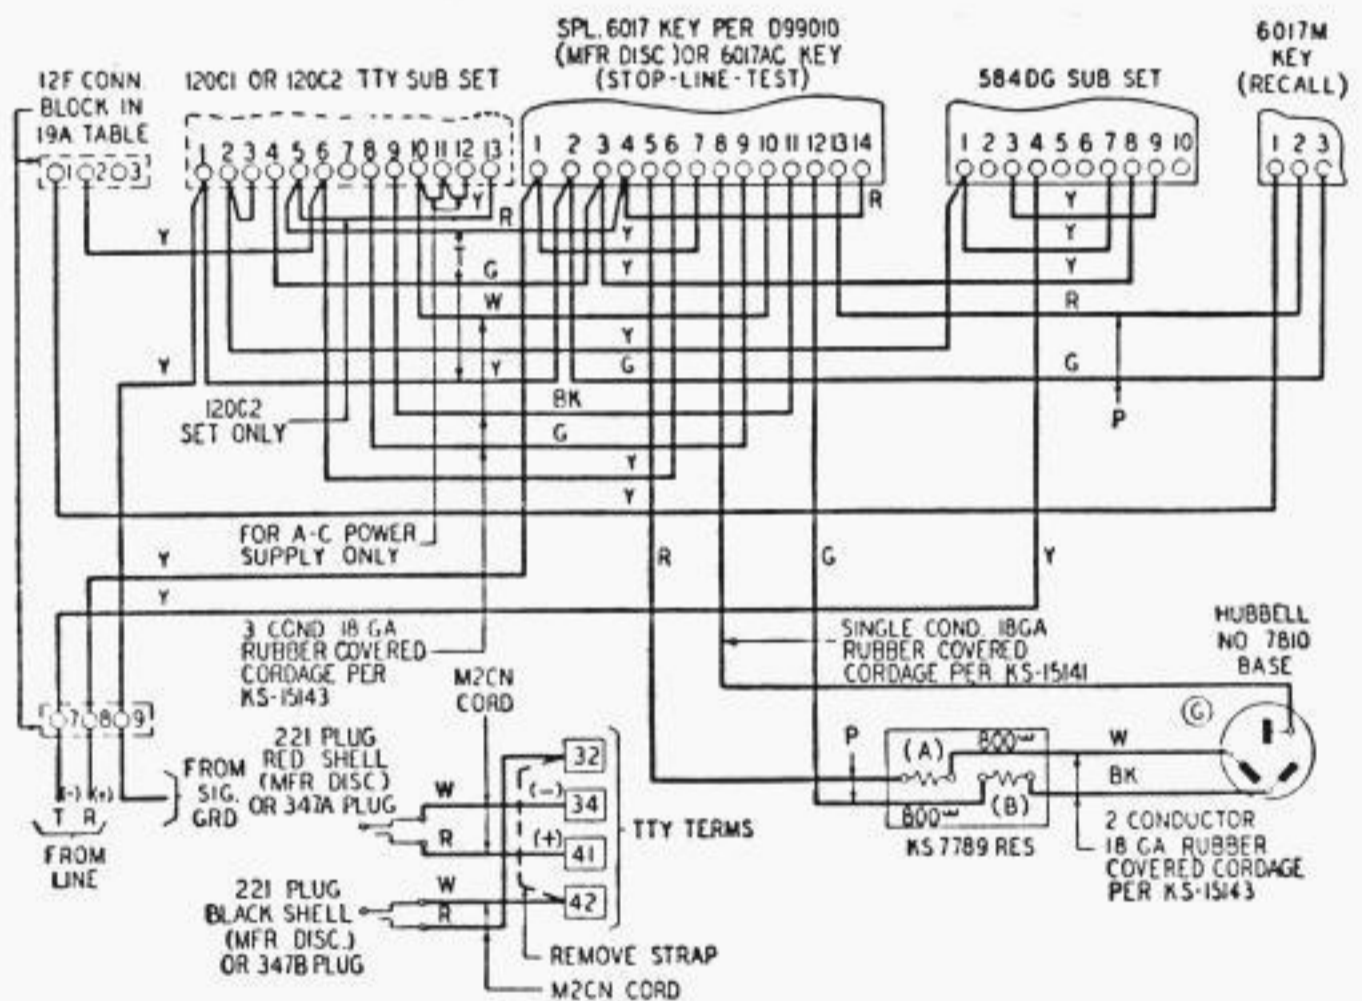 SPL. 6017 KEY PER D99010
(MFR DISC )OR 6017AC KEY
(STOP-LINE-TEST)
6017M
KEY
(RECALL)
12F CONN.
BLOCK IN
19A TABLE
120C1 OR 120C2 TTY SUB SET
584DG SUB SET
1 2 3
1 2 3 4 5 6 7 8 9 10 11 12 13
1 2 3 4 5 6 7 8 9 10 11 12 13 14
1 2 3 4 5 6 7 8 9 10
1 2 3
Y R R Y
Y Y Y
T
G Y Y
W R
Y
Y Y G G
120C2
SET ONLY
BK
P
G
Y
Y
FOR A-C POWER
SUPPLY ONLY
Y R G Y
Y
3 COND 18 GA
RUBBER COVERED
CORDAGE PER
KS-15143
M2CN
CORD
SINGLE COND. 18GA
RUBBER COVERED
CORDAGE PER KS-15141
HUBBELL
NO 7810
BASE
7 8 9
(-) (+)
T R
FROM
LINE
FROM
SIG.
GRD
221 PLUG
RED SHELL
(MFR DISC)
OR 347A PLUG
W
R
32
(-) 34
(+) 41
42
TTY TERMS
P
(A) 800ω
800ω (B)
KS 7789 RES
G
W
BK
2 CONDUCTOR
18 GA RUBBER
COVERED CORDAGE
PER KS-15143
221 PLUG
BLACK SHELL
(MFR DISC.)
OR 347B PLUG
W
R
REMOVE STRAP
M2CN CORD